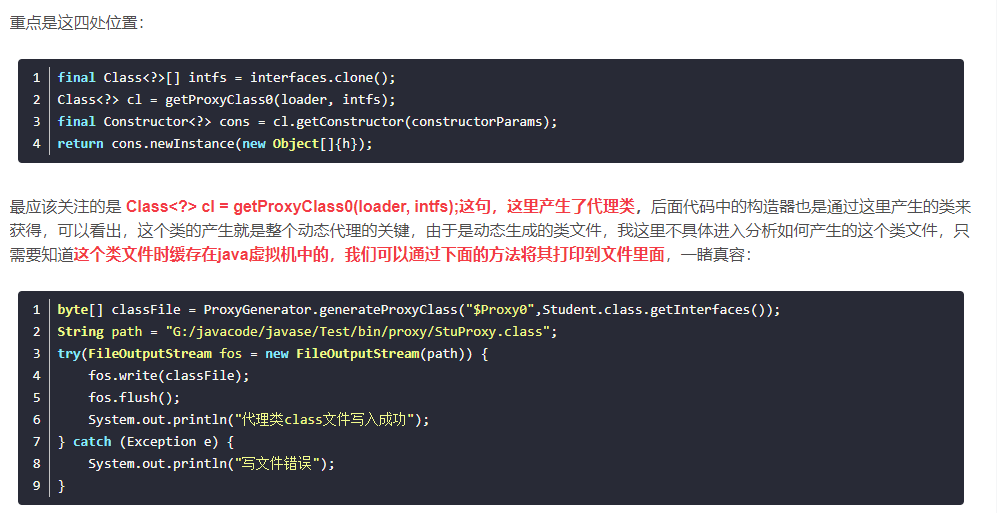 重点是这四处位置：
1 final Class<?>[] intfs = interfaces.clone();
2 Class<?> cl = getProxyClass0(loader, intfs);
3 final Constructor<?> cons = cl.getConstructor(constructorParams);
4 return cons.newInstance(new Object[]{h});
最应该关注的是 Class<?> cl = getProxyClass0(loader, intfs);这句，这里产生了代理类，后面代码中的构造器也是通过这里产生的类来
获得，可以看出，这个类的产生就是整个动态代理的关键，由于是动态生成的类文件，我这里不具体进入分析如何产生的这个类文件，只
需要知道这个类文件时缓存在java虚拟机中的，我们可以通过下面的方法将其打印到文件里面，一睹真容：
1 byte[] classFile = ProxyGenerator.generateProxyClass("$Proxy0",Student.class.getInterfaces());
2 String path = "G:/javacode/javase/Test/bin/proxy/StuProxy.class";
3 try(FileOutputStream fos = new FileOutputStream(path)) {
4     fos.write(classFile);
5     fos.flush();
6     System.out.println("代理类class文件写入成功");
7 } catch (Exception e) {
8     System.out.println("写文件错误");
9 }